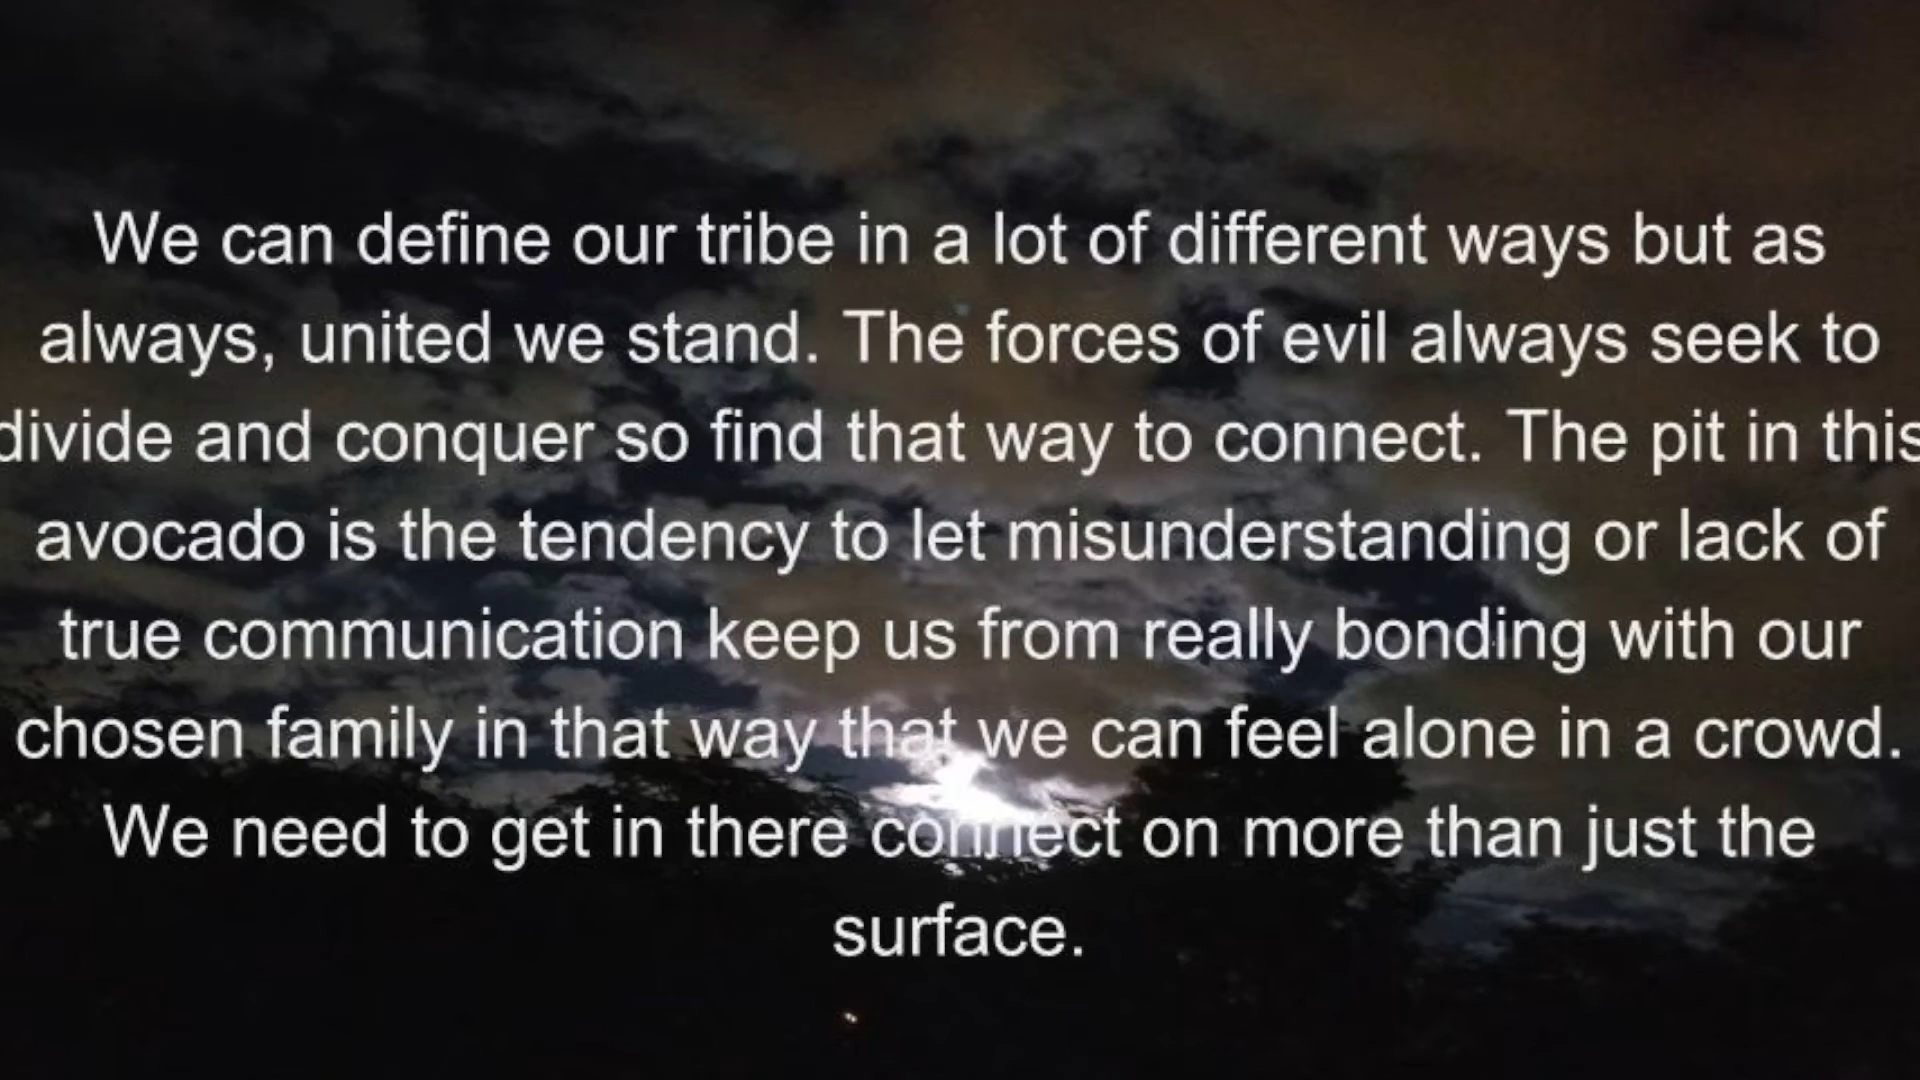 We can define our tribe in a lot of different ways but as
always, united we stand. The forces of evil always seek to
divide and conquer so find that way to connect. The pit in this
avocado is the tendency to let misunderstanding or lack of
true communication keep us from really bonding with our
chosen family in that way that we can feel alone in a crowd.
We need to get in there connect on more than just the
surface.